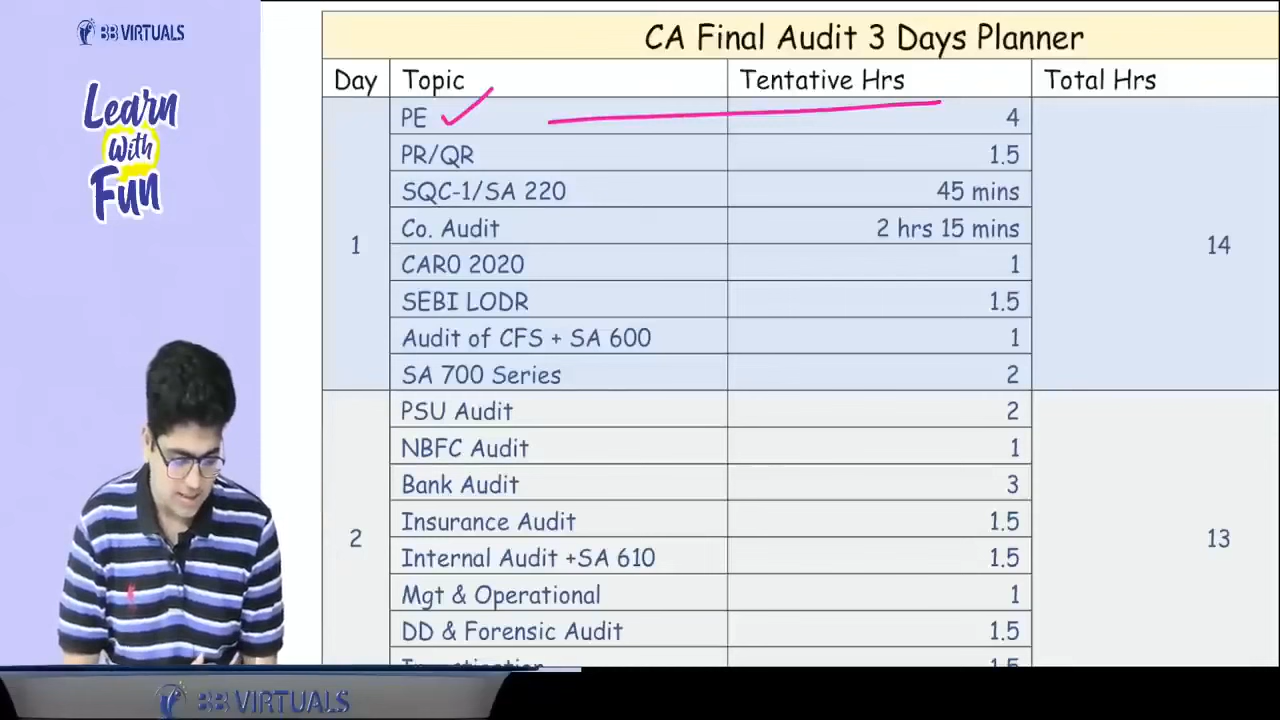 BB VIRTUALS
Learn
With
Fun
CA Final Audit 3 Days Planner
Day Topic Tentative Hrs Total Hrs
PE 4
PR/QR 1.5
SQC-1/SA 220 45 mins
Co. Audit 2 hrs 15 mins
1 14
CARO 2020 1
SEBI LODR 1.5
Audit of CFS + SA 600 1
SA 700 Series 2
PSU Audit 2
NBFC Audit 1
Bank Audit 3
Insurance Audit 1.5
2 13
Internal Audit +SA 610 1.5
Mgt & Operational 1
DD & Forensic Audit 1.5
Investigation 1.5
BB VIRTUALS